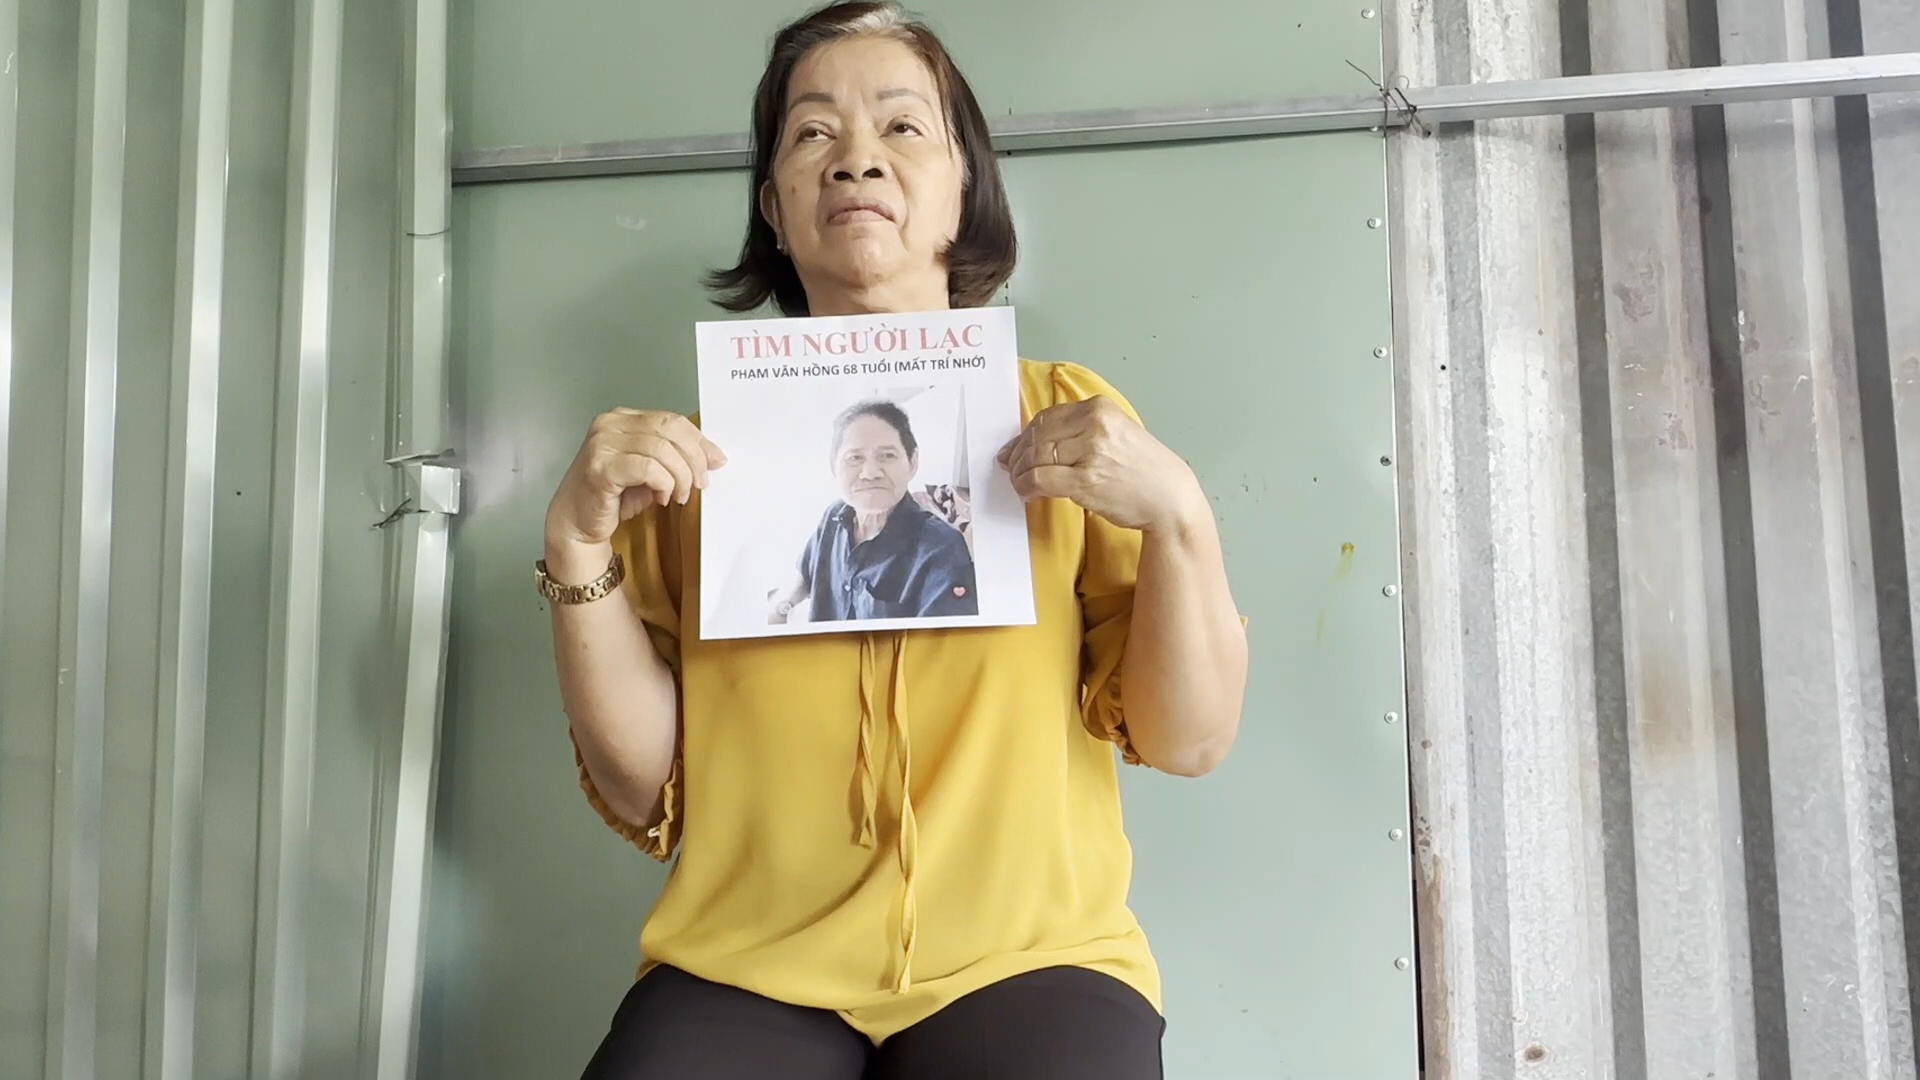 TÌM NGƯỜI LẠC
PHẠM VĂN HỒNG 68 TUỔI (MẤT TRÍ NHỚ)